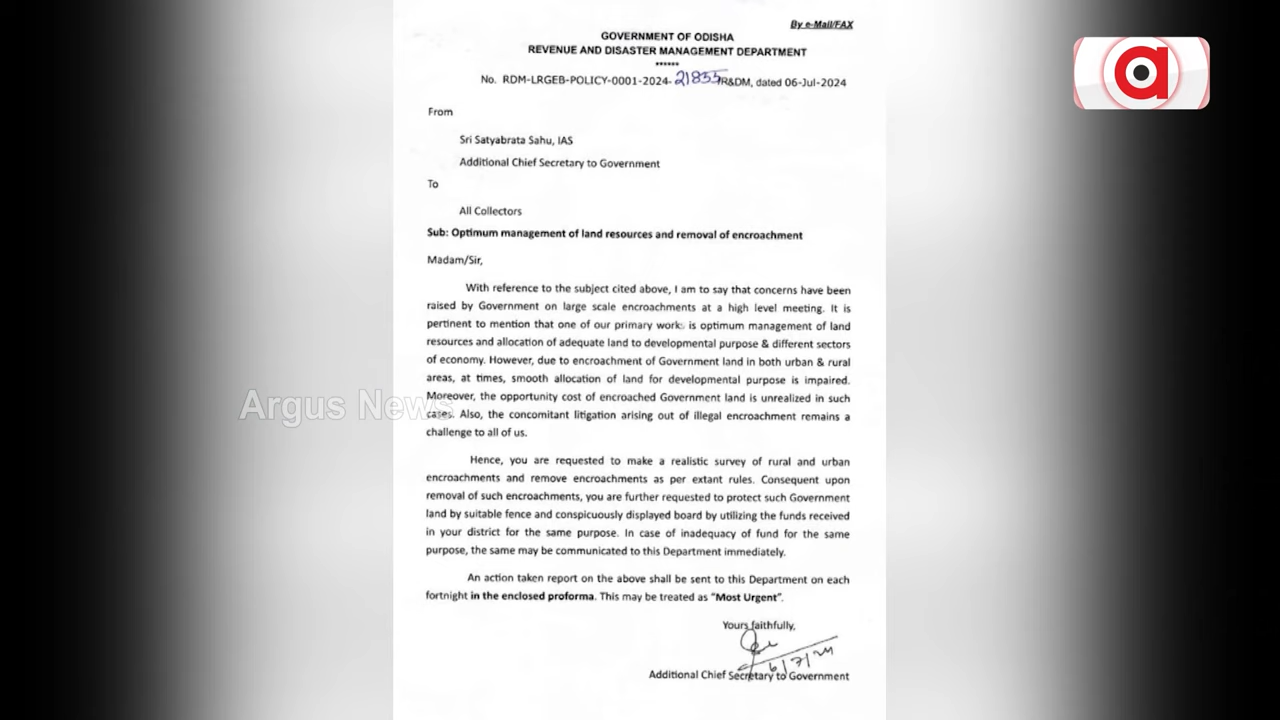 By e-Mail/FAX
GOVERNMENT OF ODISHA
REVENUE AND DISASTER MANAGEMENT DEPARTMENT
******
No. RDM-LRGEB-POLICY-0001-2024-21855/R&DM, dated 06-Jul-2024
From
Sri Satyabrata Sahu, IAS
Additional Chief Secretary to Government
To
All Collectors
Sub: Optimum management of land resources and removal of encroachment
Madam/Sir,
With reference to the subject cited above, I am to say that concerns have been
raised by Government on large scale encroachments at a high level meeting. It is
pertinent to mention that one of our primary works is optimum management of land
resources and allocation of adequate land to developmental purpose & different sectors
of economy. However, due to encroachment of Government land in both urban & rural
areas, at times, smooth allocation of land for developmental purpose is impaired.
Moreover, the opportunity cost of encroached Government land is unrealized in such
cases. Also, the concomitant litigation arising out of illegal encroachment remains a
challenge to all of us.
Hence, you are requested to make a realistic survey of rural and urban
encroachments and remove encroachments as per extant rules. Consequent upon
removal of such encroachments, you are further requested to protect such Government
land by suitable fence and conspicuously displayed board by utilizing the funds received
in your district for the same purpose. In case of inadequacy of fund for the same
purpose, the same may be communicated to this Department immediately.
An action taken report on the above shall be sent to this Department on each
fortnight in the enclosed proforma. This may be treated as "Most Urgent".
Yours faithfully,
6/7/24
Additional Chief Secretary to Government
Argus News
a